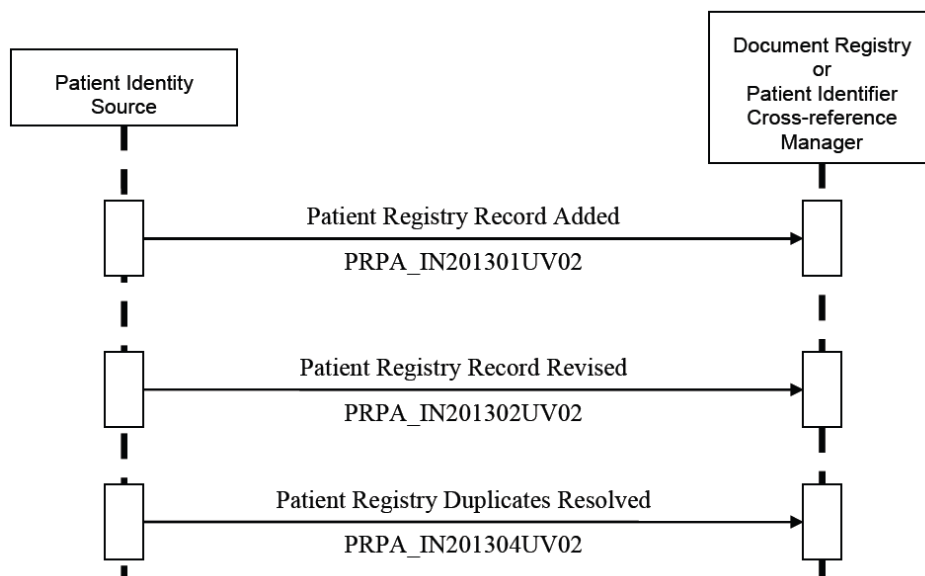 Patient Identity
Source
Document Registry
or
Patient Identifier
Cross-reference
Manager
Patient Registry Record Added
PRPA_IN201301UV02
Patient Registry Record Revised
PRPA_IN201302UV02
Patient Registry Duplicates Resolved
PRPA_IN201304UV02